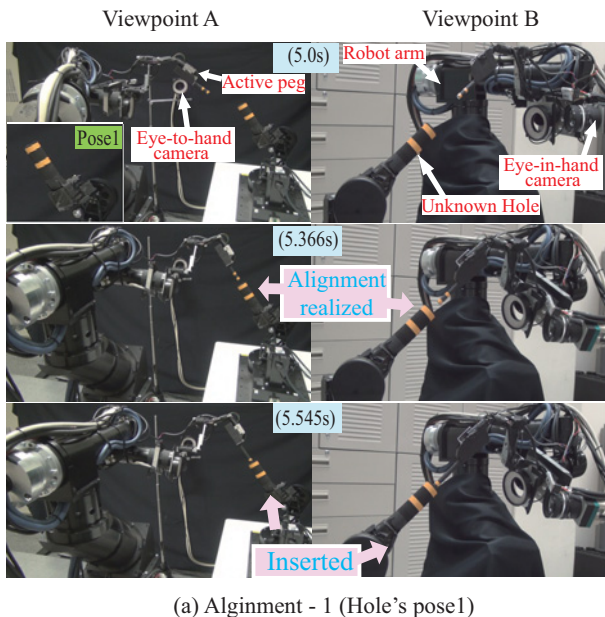 Viewpoint A
Viewpoint B
(5.0s)
Robot arm
Active peg
Pose1
Eye-to-hand
camera
Eye-in-hand
camera
Unknown Hole
(5.366s)
Alignment
realized
(5.545s)
Inserted
(a) Alginment - 1 (Hole's pose1)